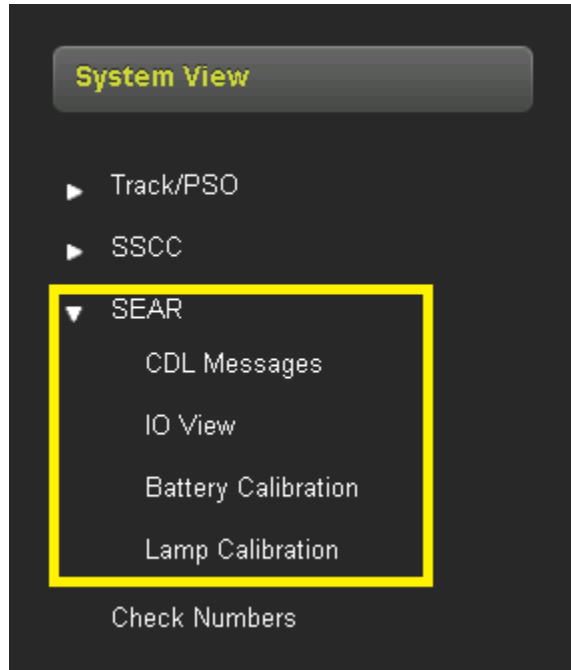 System View
Track/PSO
SSCC
SEAR
CDL Messages
IO View
Battery Calibration
Lamp Calibration
Check Numbers